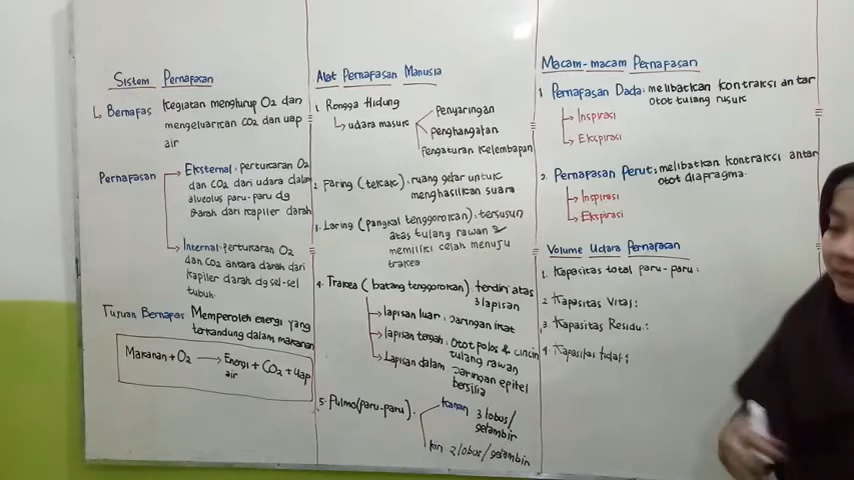 Sistem Pernafasan
Bernafas Kegiatan menghirup O2 dan
mengeluarkan CO2 dan uap
air
Pernafasan
Eksternal: pertukaran O2
dan CO2 dari udara dalam
alveolus paru-paru dg
darah dari kapiler darah
Internal: pertukaran O2
dan CO2 antara darah dari
kapiler darah dg sel-sel
tubuh.
Tujuan Bernafas Memperoleh energi yang
terkandung dalam makanan
Makanan + O2 → Energi + CO2 + uap
air
Alat Pernafasan Manusia
1. Rongga Hidung
udara masuk
Penyaringan
Penghangatan
Pengaturan Kelembapan
2. Faring (tekak): ruang getar untuk
menghasilkan suara
3. Laring (pangkal tenggorokan): tersusun
atas tulang rawan &
memiliki celah menuju
trakea
4. Trakea (batang tenggorokan): terdiri atas
3 lapisan
lapisan luar: Jaringan ikat
lapisan tengah: Otot polos & cincin
tulang rawan
Lapisan dalam Jaringan epitel
bersilia
5. Pulmo (paru-paru).
kanan 3 lobus/
gelambir
kiri 2 lobus/gelambir
Macam-macam Pernafasan
1 Pernafasan Dada: melibatkan kontraksi antar
otot tulang rusuk
→ Inspirasi
→ Ekspirasi
2. Pernafasan Perut: melibatkan kontraksi antar
otot diafragma.
→ Inspirasi
→ Ekspirasi
Volume Udara Pernafasan
1. Kapasitas total paru-paru:
2 Kapasitas Vital:
3 Kapasitas Residu:
4. Kapasitas tidal: